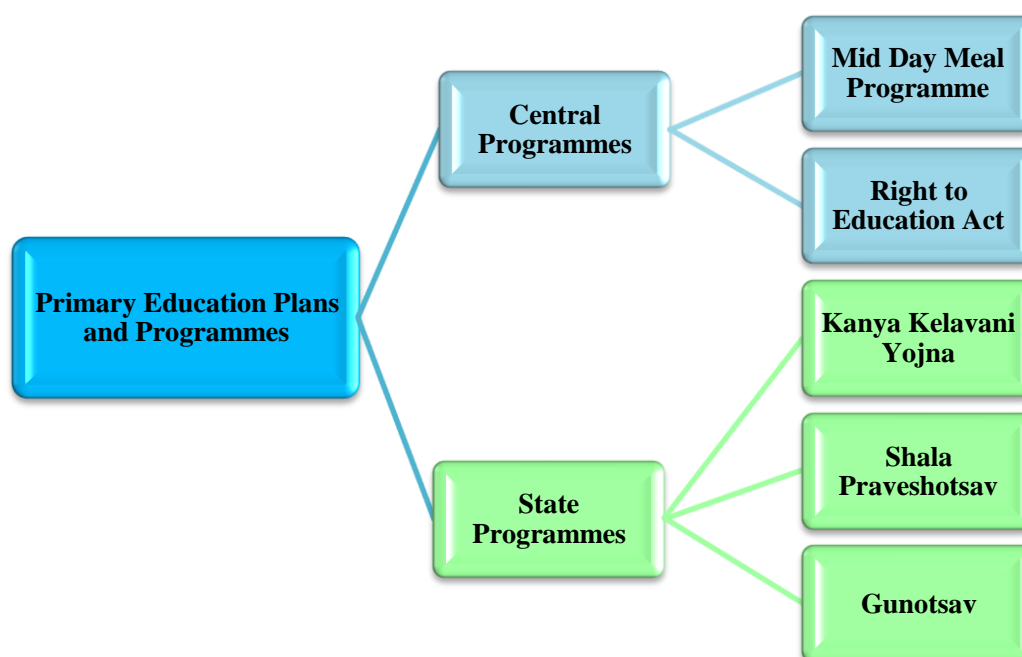 Primary Education Plans
and Programmes
Central
Programmes
Mid Day Meal
Programme
Right to
Education Act
State
Programmes
Kanya Kelavani
Yojna
Shala
Praveshotsav
Gunotsav